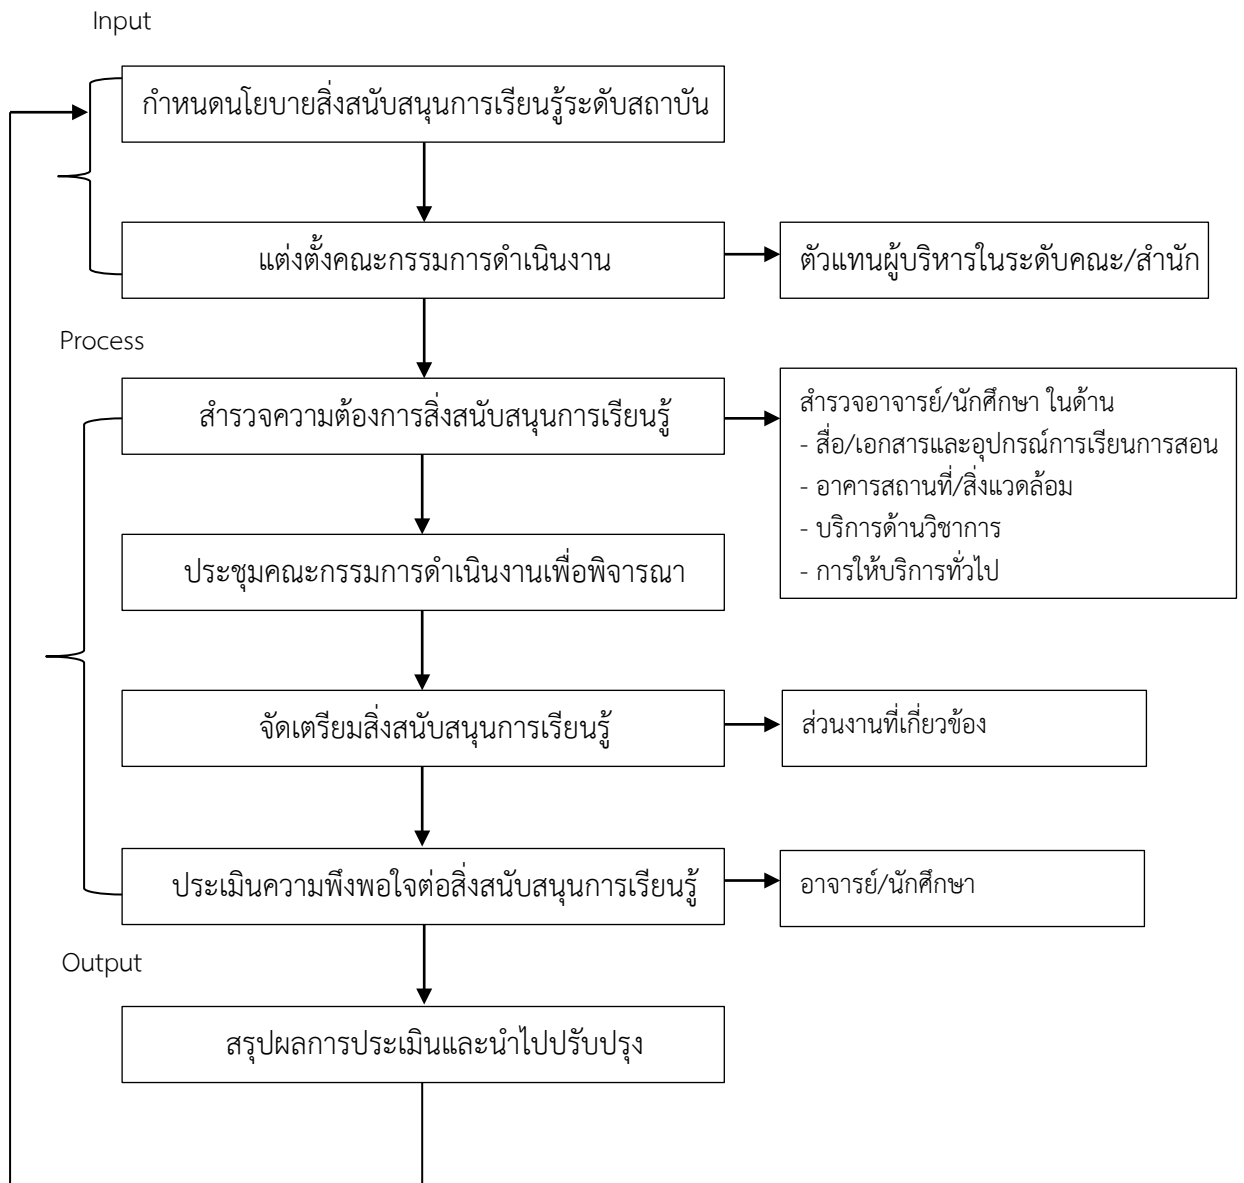 Input
กำหนดนโยบายสิ่งสนับสนุนการเรียนรู้ระดับสถาบัน
แต่งตั้งคณะกรรมการดำเนินงาน
ตัวแทนผู้บริหารในระดับคณะ/สำนัก
Process
สำรวจความต้องการสิ่งสนับสนุนการเรียนรู้
สำรวจอาจารย์/นักศึกษา ในด้าน
- สื่อ/เอกสารและอุปกรณ์การเรียนการสอน
- อาคารสถานที่/สิ่งแวดล้อม
- บริการด้านวิชาการ
- การให้บริการทั่วไป
ประชุมคณะกรรมการดำเนินงานเพื่อพิจารณา
จัดเตรียมสิ่งสนับสนุนการเรียนรู้
ส่วนงานที่เกี่ยวข้อง
ประเมินความพึงพอใจต่อสิ่งสนับสนุนการเรียนรู้
อาจารย์/นักศึกษา
Output
สรุปผลการประเมินและนำไปปรับปรุง